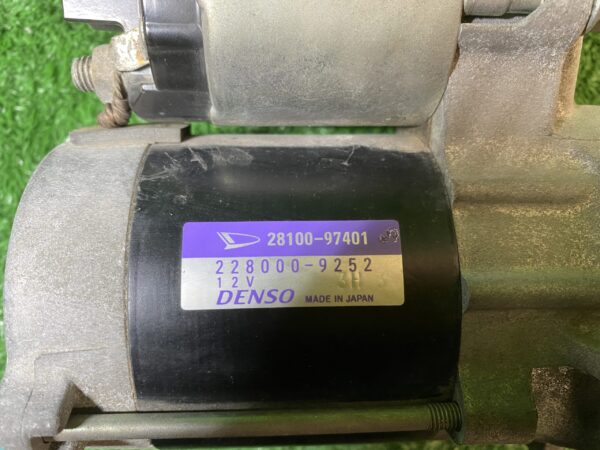 28100-97401
228000-9252
12V
DENSO MADE IN JAPAN